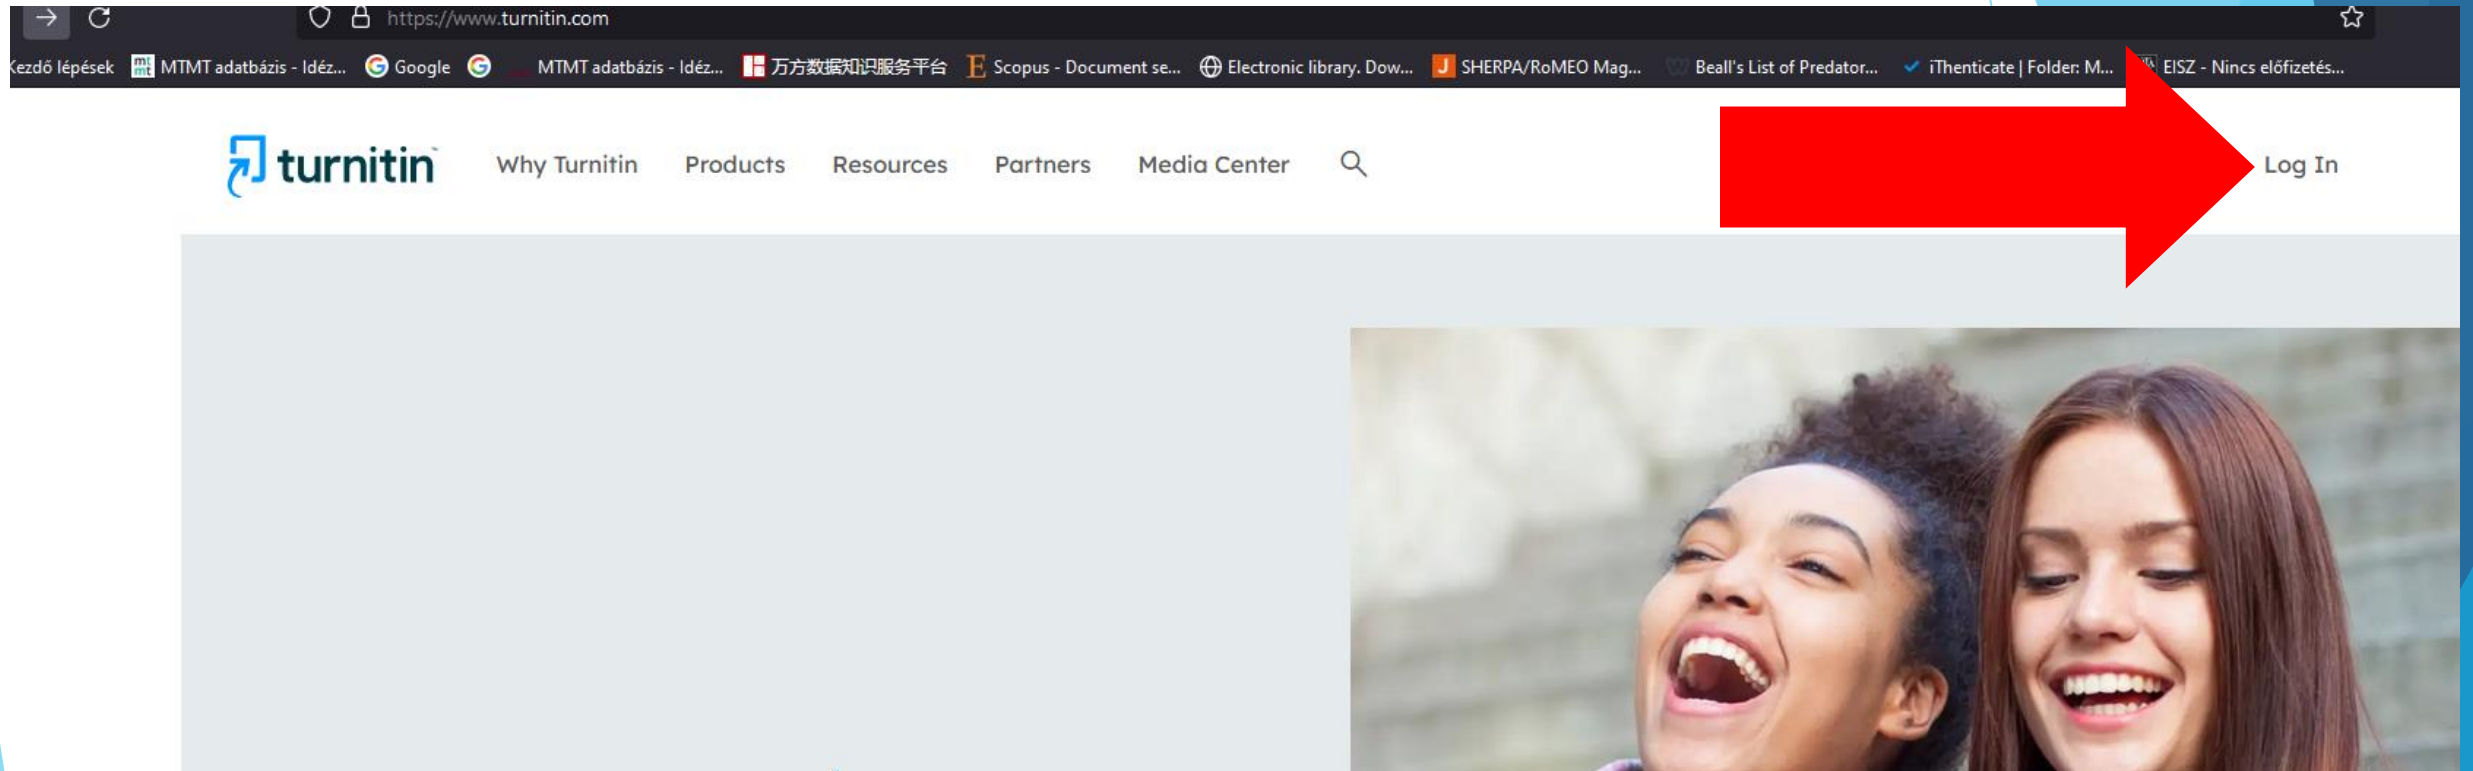 https://www.turnitin.com
Kezdő lépések MTMT adatbázis - Idéz... Google MTMT adatbázis - Idéz... 万方数据知识服务平台 Scopus - Document se... Electronic library. Dow... SHERPA/RoMEO Mag... Beall's List of Predator... iThenticate | Folder: M... EISZ - Nincs előfizetés...
turnitin Why Turnitin Products Resources Partners Media Center Log In